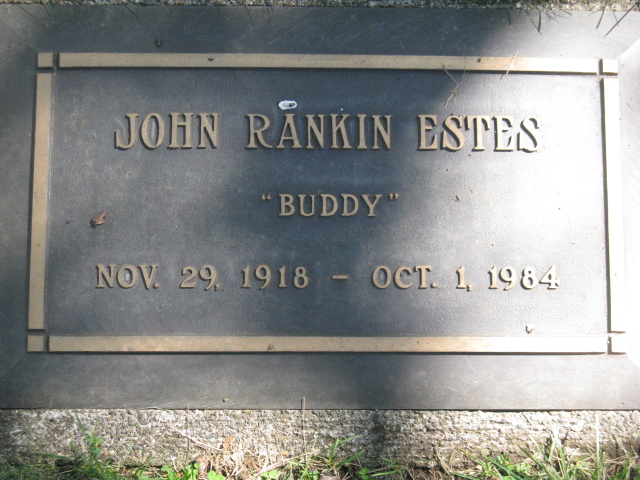 JOHN RANKIN ESTES
"BUDDY"
NOV. 29, 1918 – OCT. 1, 1984